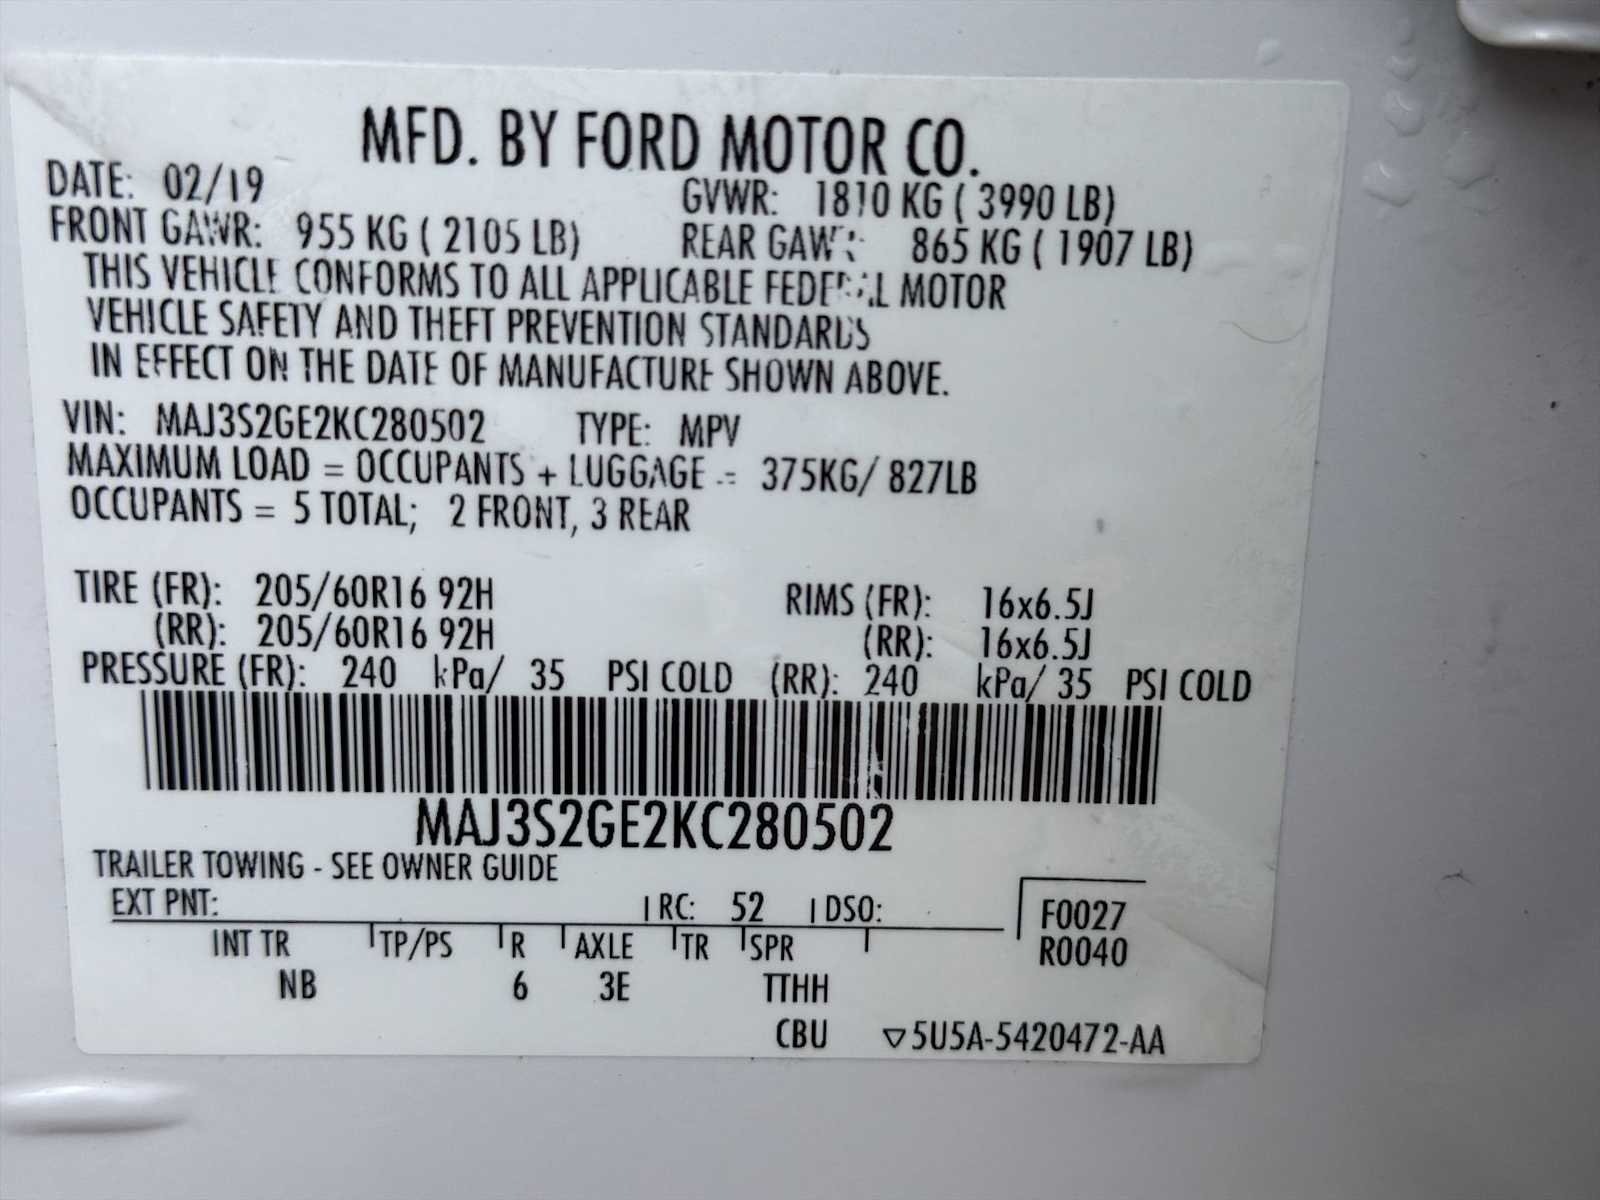 MFD. BY FORD MOTOR CO.
DATE: 02/19 GVWR: 1810 KG ( 3990 LB)
FRONT GAWR: 955 KG ( 2105 LB) REAR GAWR: 865 KG ( 1907 LB)
THIS VEHICLE CONFORMS TO ALL APPLICABLE FEDERAL MOTOR
VEHICLE SAFETY AND THEFT PREVENTION STANDARDS
IN EFFECT ON THE DATE OF MANUFACTURE SHOWN ABOVE.
VIN: MAJ3S2GE2KC280502 TYPE: MPV
MAXIMUM LOAD = OCCUPANTS + LUGGAGE = 375KG/ 827LB
OCCUPANTS = 5 TOTAL; 2 FRONT, 3 REAR
TIRE (FR): 205/60R16 92H RIMS (FR): 16x6.5J
(RR): 205/60R16 92H (RR): 16x6.5J
PRESSURE (FR): 240 kPa/ 35 PSI COLD (RR): 240 kPa/ 35 PSI COLD
MAJ3S2GE2KC280502
TRAILER TOWING - SEE OWNER GUIDE
EXT PNT: RC: 52 DSO: F0027
INT TR TP/PS R AXLE TR SPR R0040
NB 6 3E TTHH
CBU ▽5U5A-5420472-AA